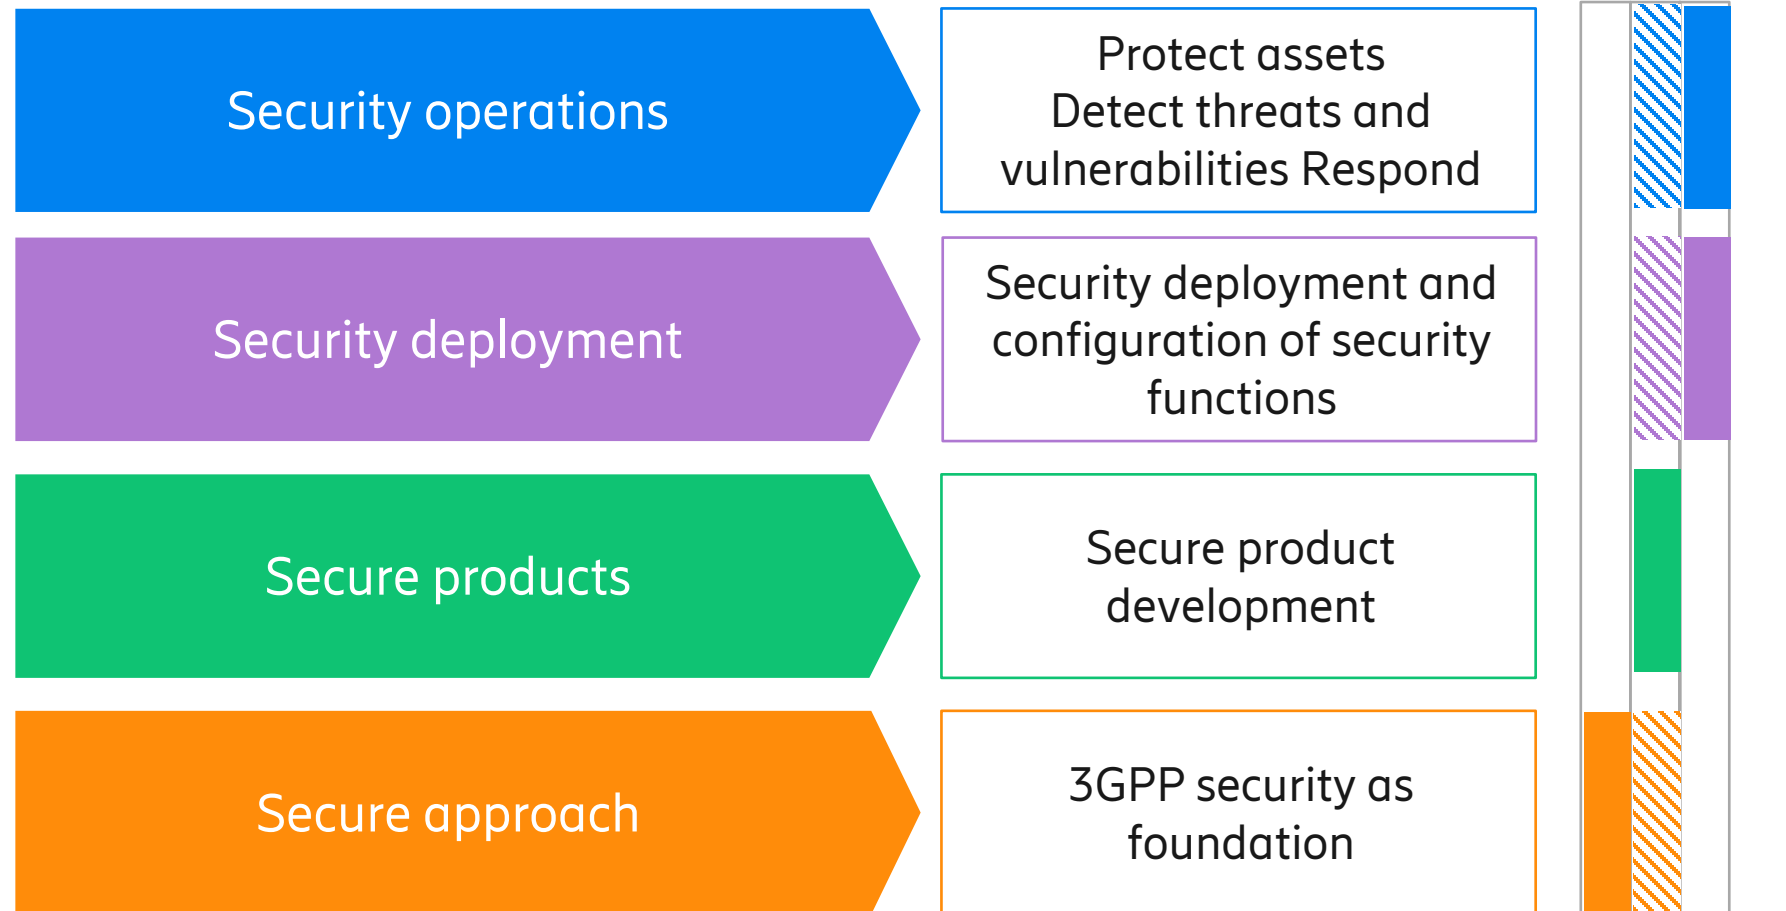 Security operations
Protect assets
Detect threats and
vulnerabilities Respond
Security deployment
Security deployment and
configuration of security
functions
Secure products
Secure product
development
Secure approach
3GPP security as
foundation